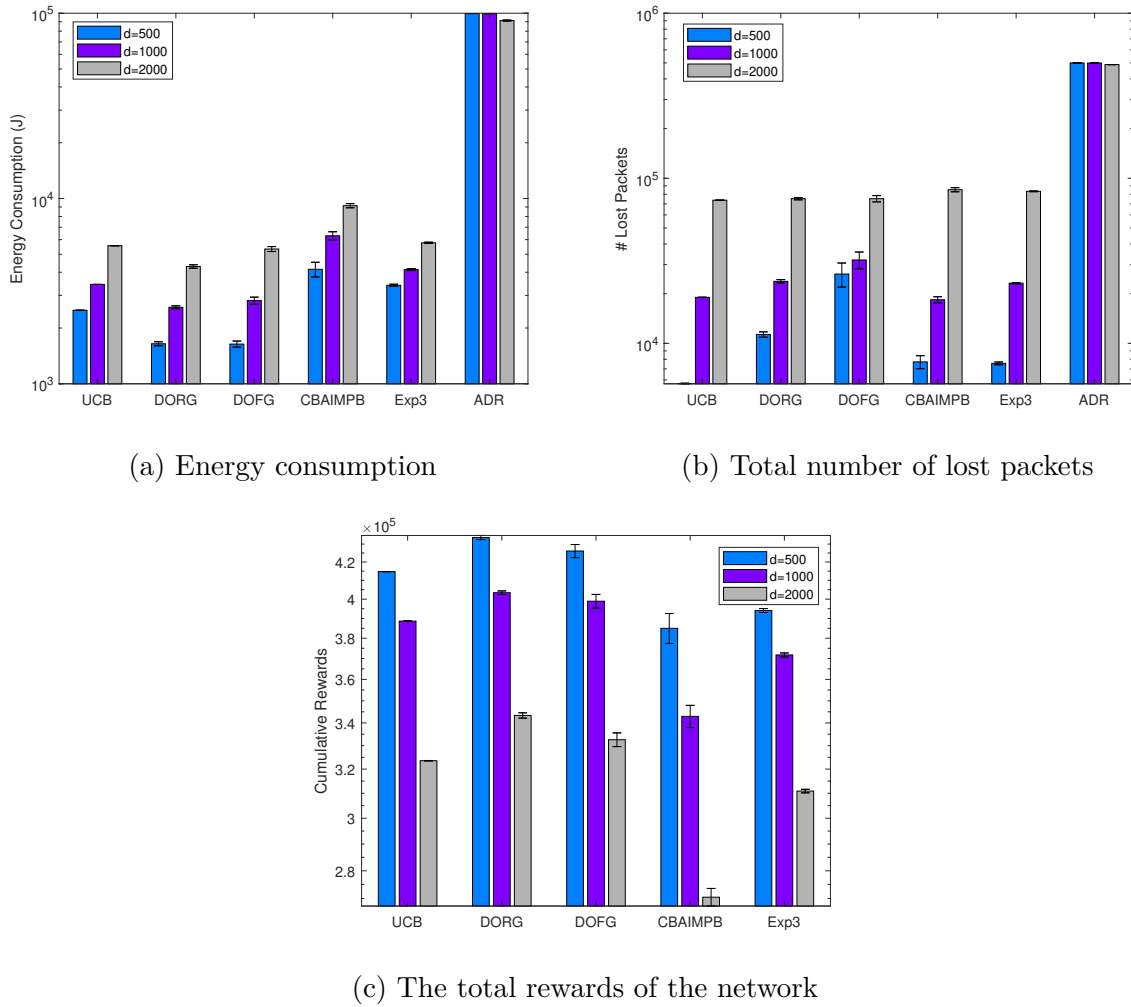 10^5
10^4
10^3
Energy Consumption (J)
d=500
d=1000
d=2000
UCB DORG DOFG CBAIMPB Exp3 ADR
(a) Energy consumption
10^6
10^5
10^4
# Lost Packets
d=500
d=1000
d=2000
UCB DORG DOFG CBAIMPB Exp3 ADR
(b) Total number of lost packets
×10^5
4.2
4
3.8
3.6
3.4
3.2
3
2.8
Cumulative Rewards
d=500
d=1000
d=2000
UCB DORG DOFG CBAIMPB Exp3
(c) The total rewards of the network